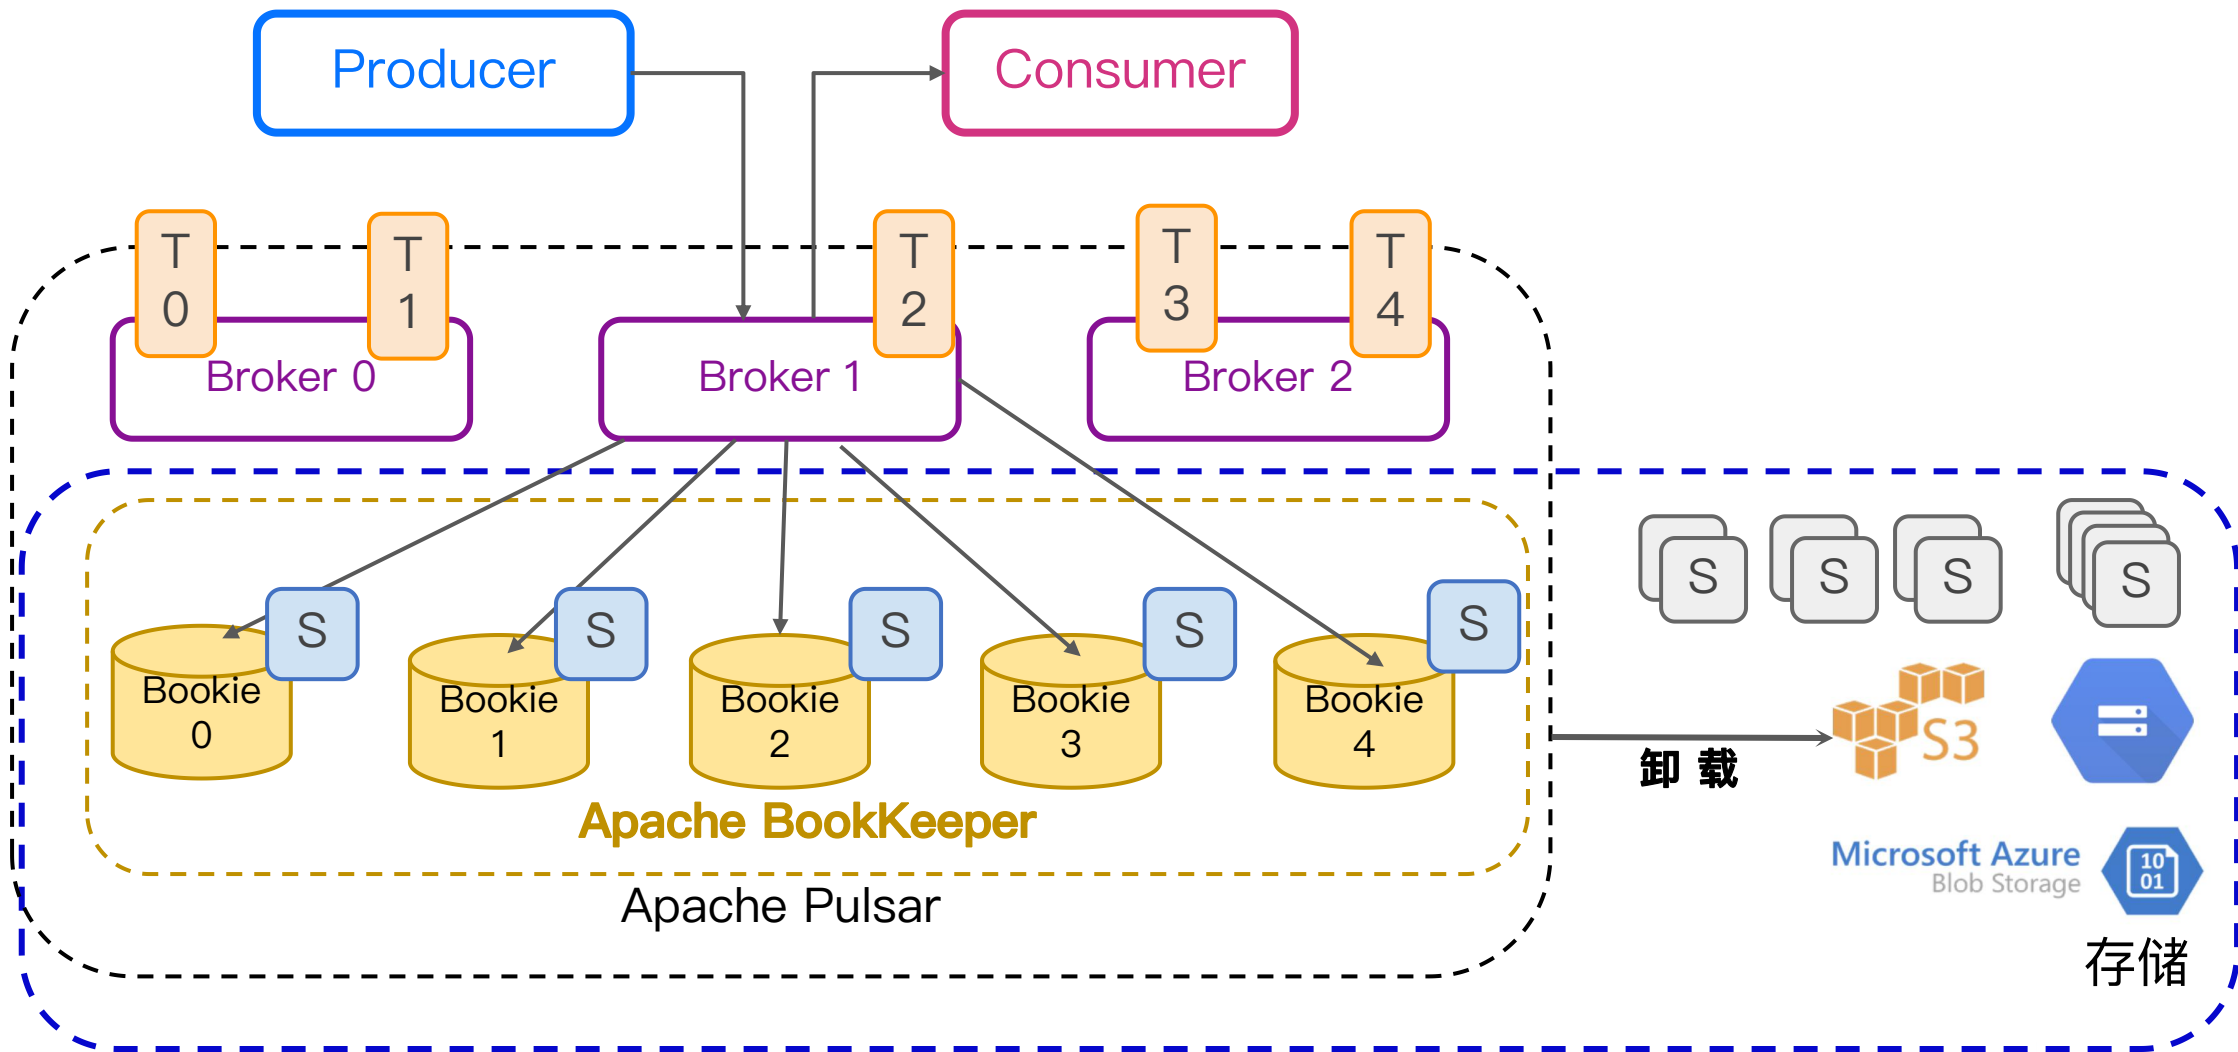 Producer
Consumer
T
0
T
1
T
2
T
3
T
4
Broker 0
Broker 1
Broker 2
S
S
S
S
S
S
S
S
S
Bookie
0
Bookie
1
Bookie
2
Bookie
3
Bookie
4
S3
卸 载
Apache BookKeeper
Microsoft Azure
Blob Storage
10
01
Apache Pulsar
存储